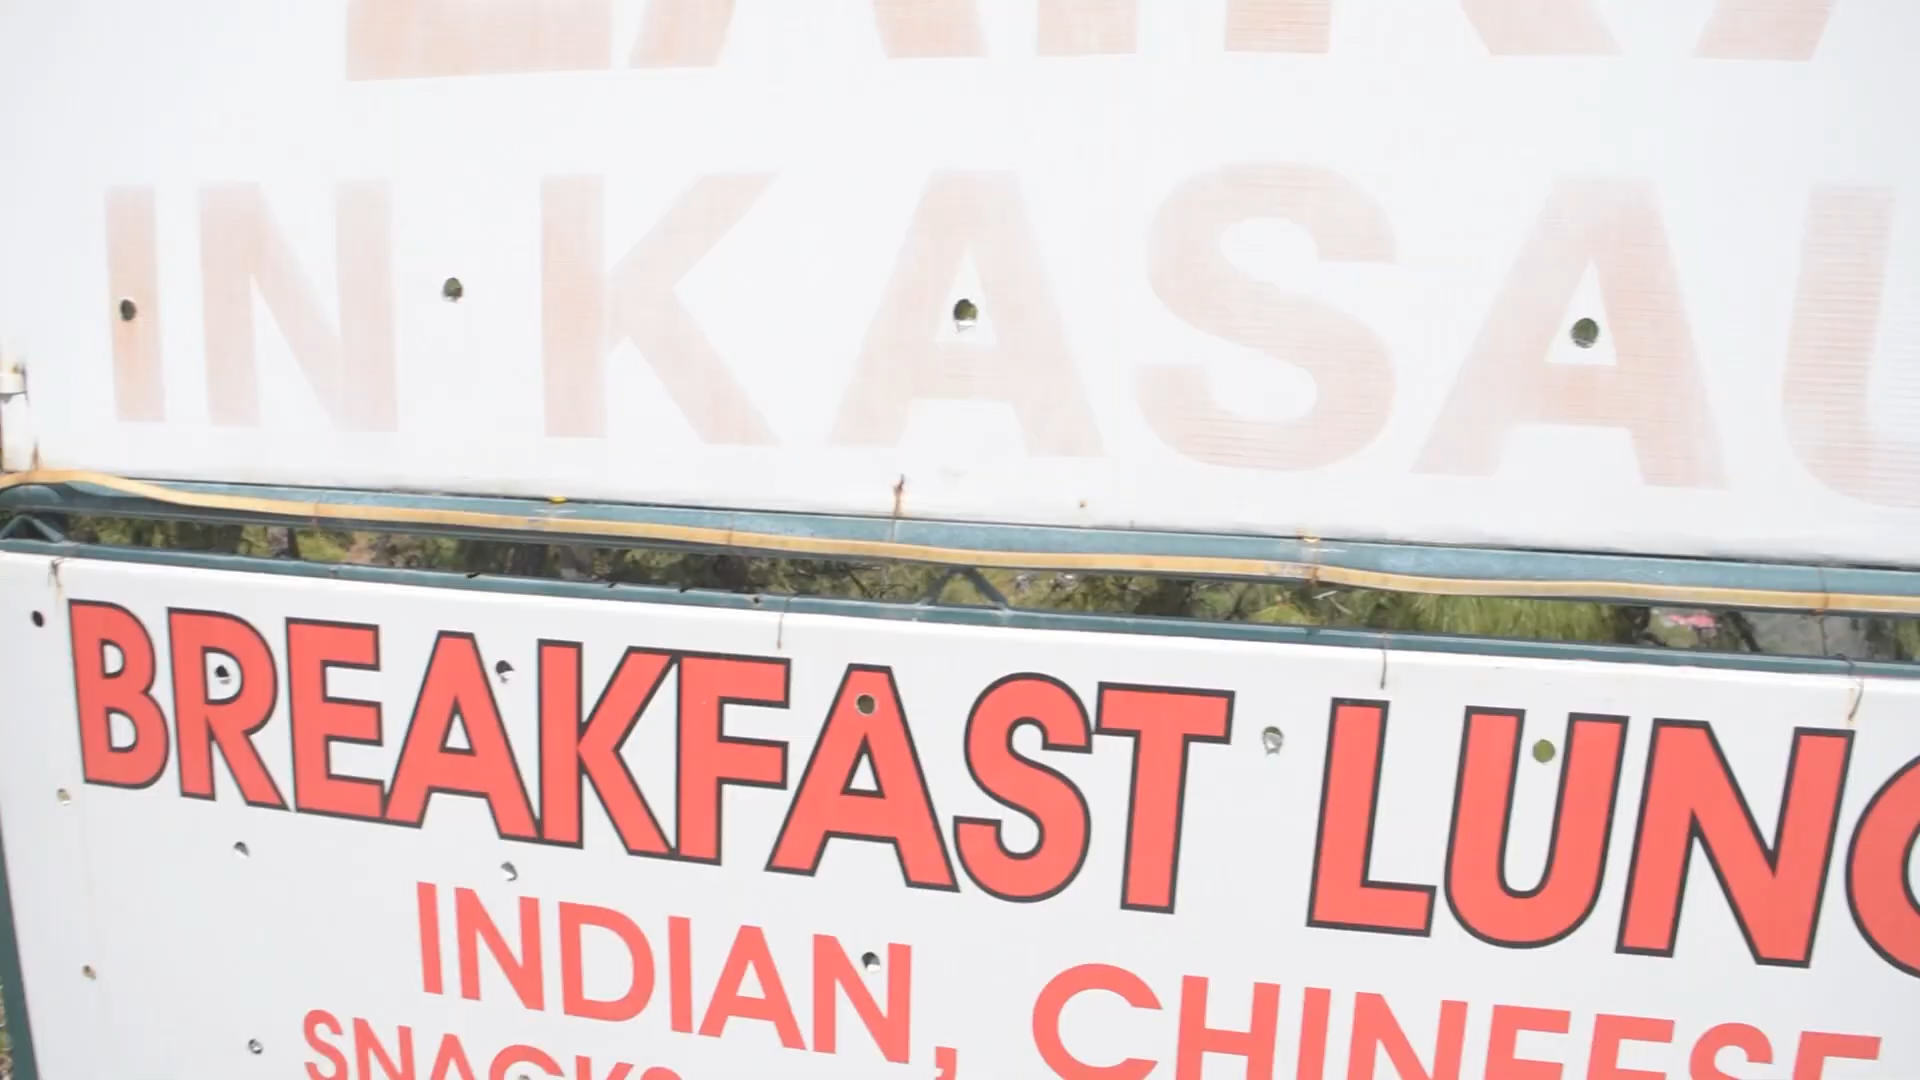 IN KASAU
BREAKFAST LUNC
INDIAN, CHINEESE
SNACKS